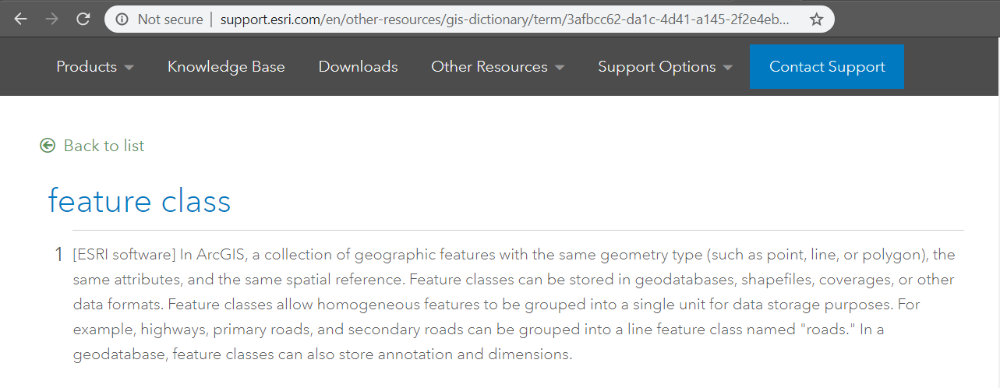 Not secure | support.esri.com/en/other-resources/gis-dictionary/term/3afbcc62-da1c-4d41-a145-2f2e4eb...
Products Knowledge Base Downloads Other Resources Support Options Contact Support
Back to list
feature class
1 [ESRI software] In ArcGIS, a collection of geographic features with the same geometry type (such as point, line, or polygon), the
same attributes, and the same spatial reference. Feature classes can be stored in geodatabases, shapefiles, coverages, or other
data formats. Feature classes allow homogeneous features to be grouped into a single unit for data storage purposes. For
example, highways, primary roads, and secondary roads can be grouped into a line feature class named "roads." In a
geodatabase, feature classes can also store annotation and dimensions.